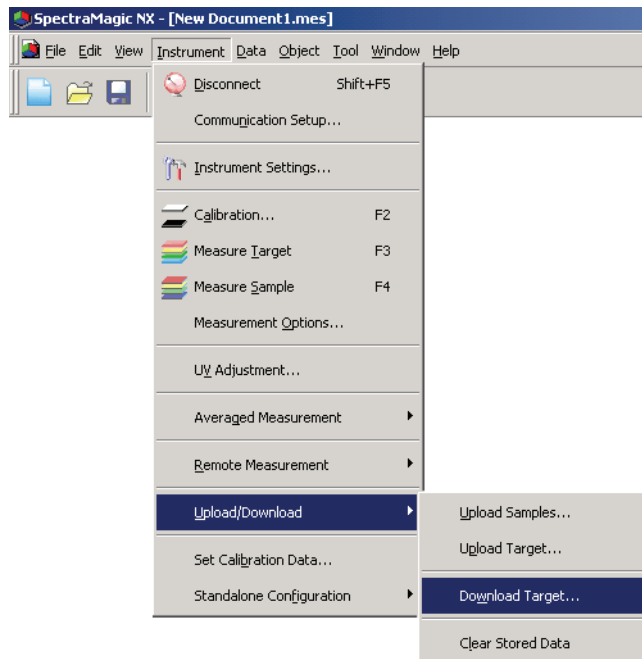 SpectraMagic NX - [New Document1.mes]
File Edit View Instrument Data Object Tool Window Help
Disconnect Shift+F5
Communication Setup...
Instrument Settings...
Calibration... F2
Measure Target F3
Measure Sample F4
Measurement Options...
UV Adjustment...
Averaged Measurement
Remote Measurement
Upload/Download
Upload Samples...
Upload Target...
Set Calibration Data...
Standalone Configuration
Download Target...
Clear Stored Data